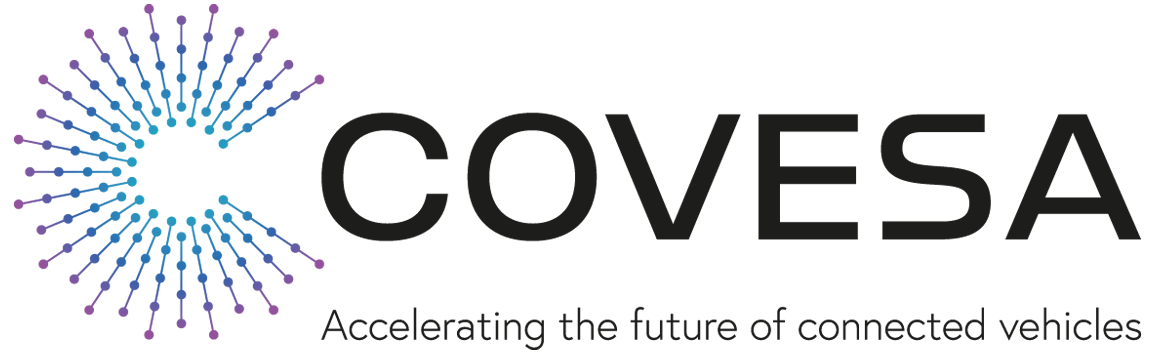 COVESA
Accelerating the future of connected vehicles